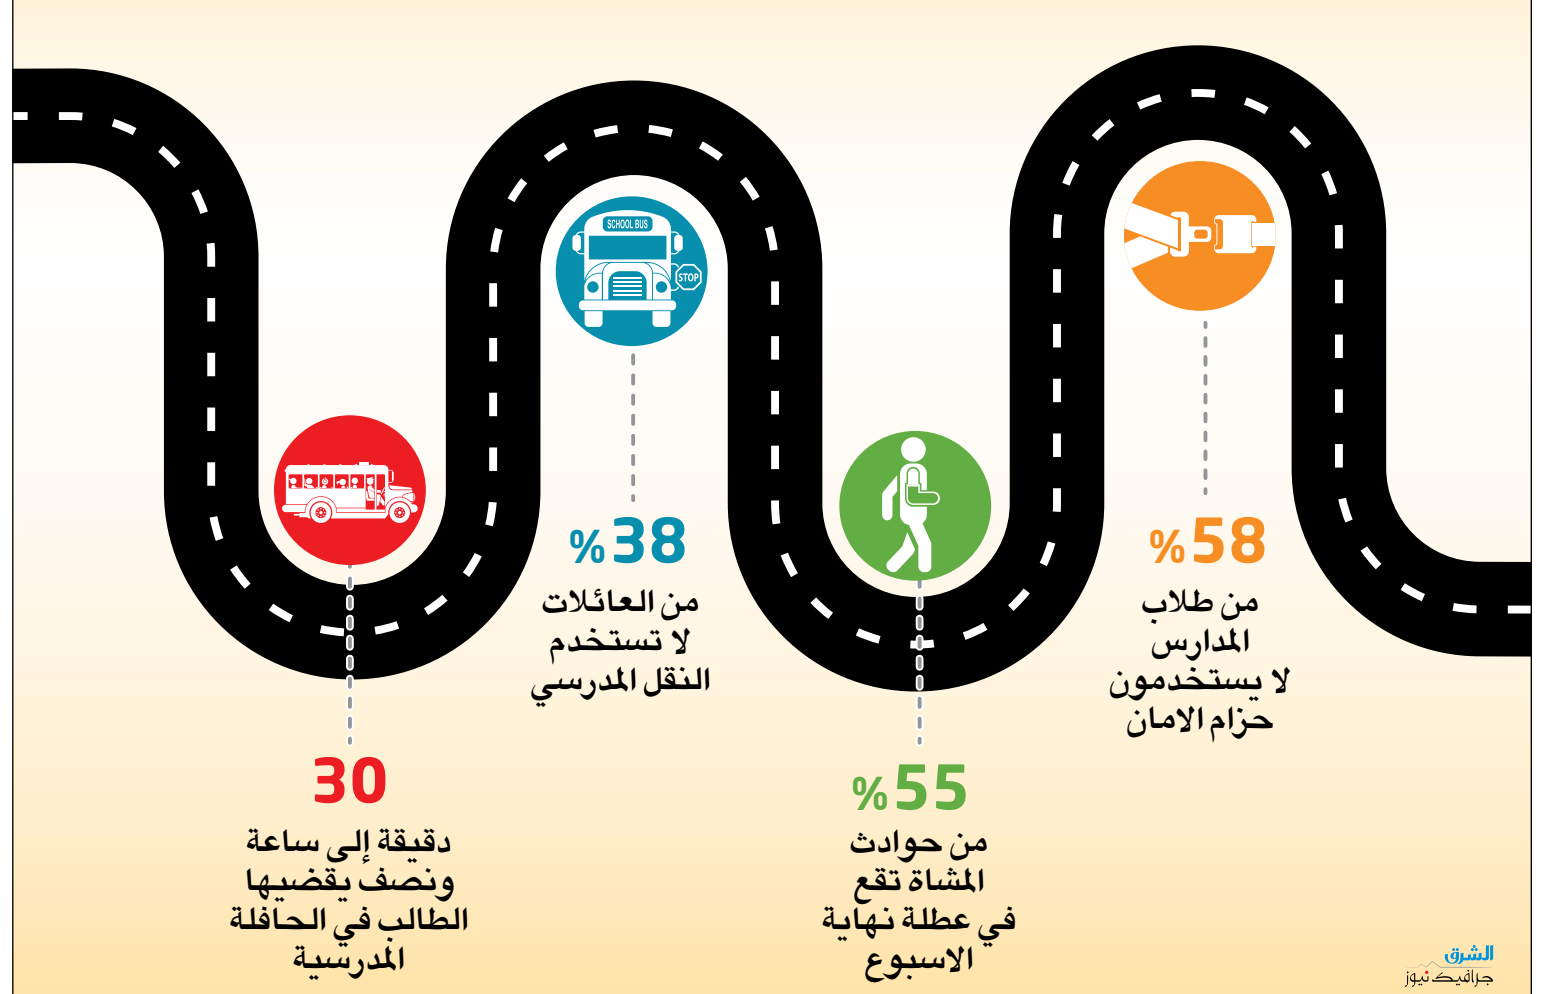 SCHOOL BUS
STOP
%58
من طلاب
المدارس
لا يستخدمون
حزام الامان
%55
من حوادث
المشاة تقع
في عطلة نهاية
الاسبوع
%38
من العائلات
لا تستخدم
النقل المدرسي
30
دقيقة إلى ساعة
ونصف يقضيها
الطالب في الحافلة
المدرسية
الشرق
جرافيك نيوز